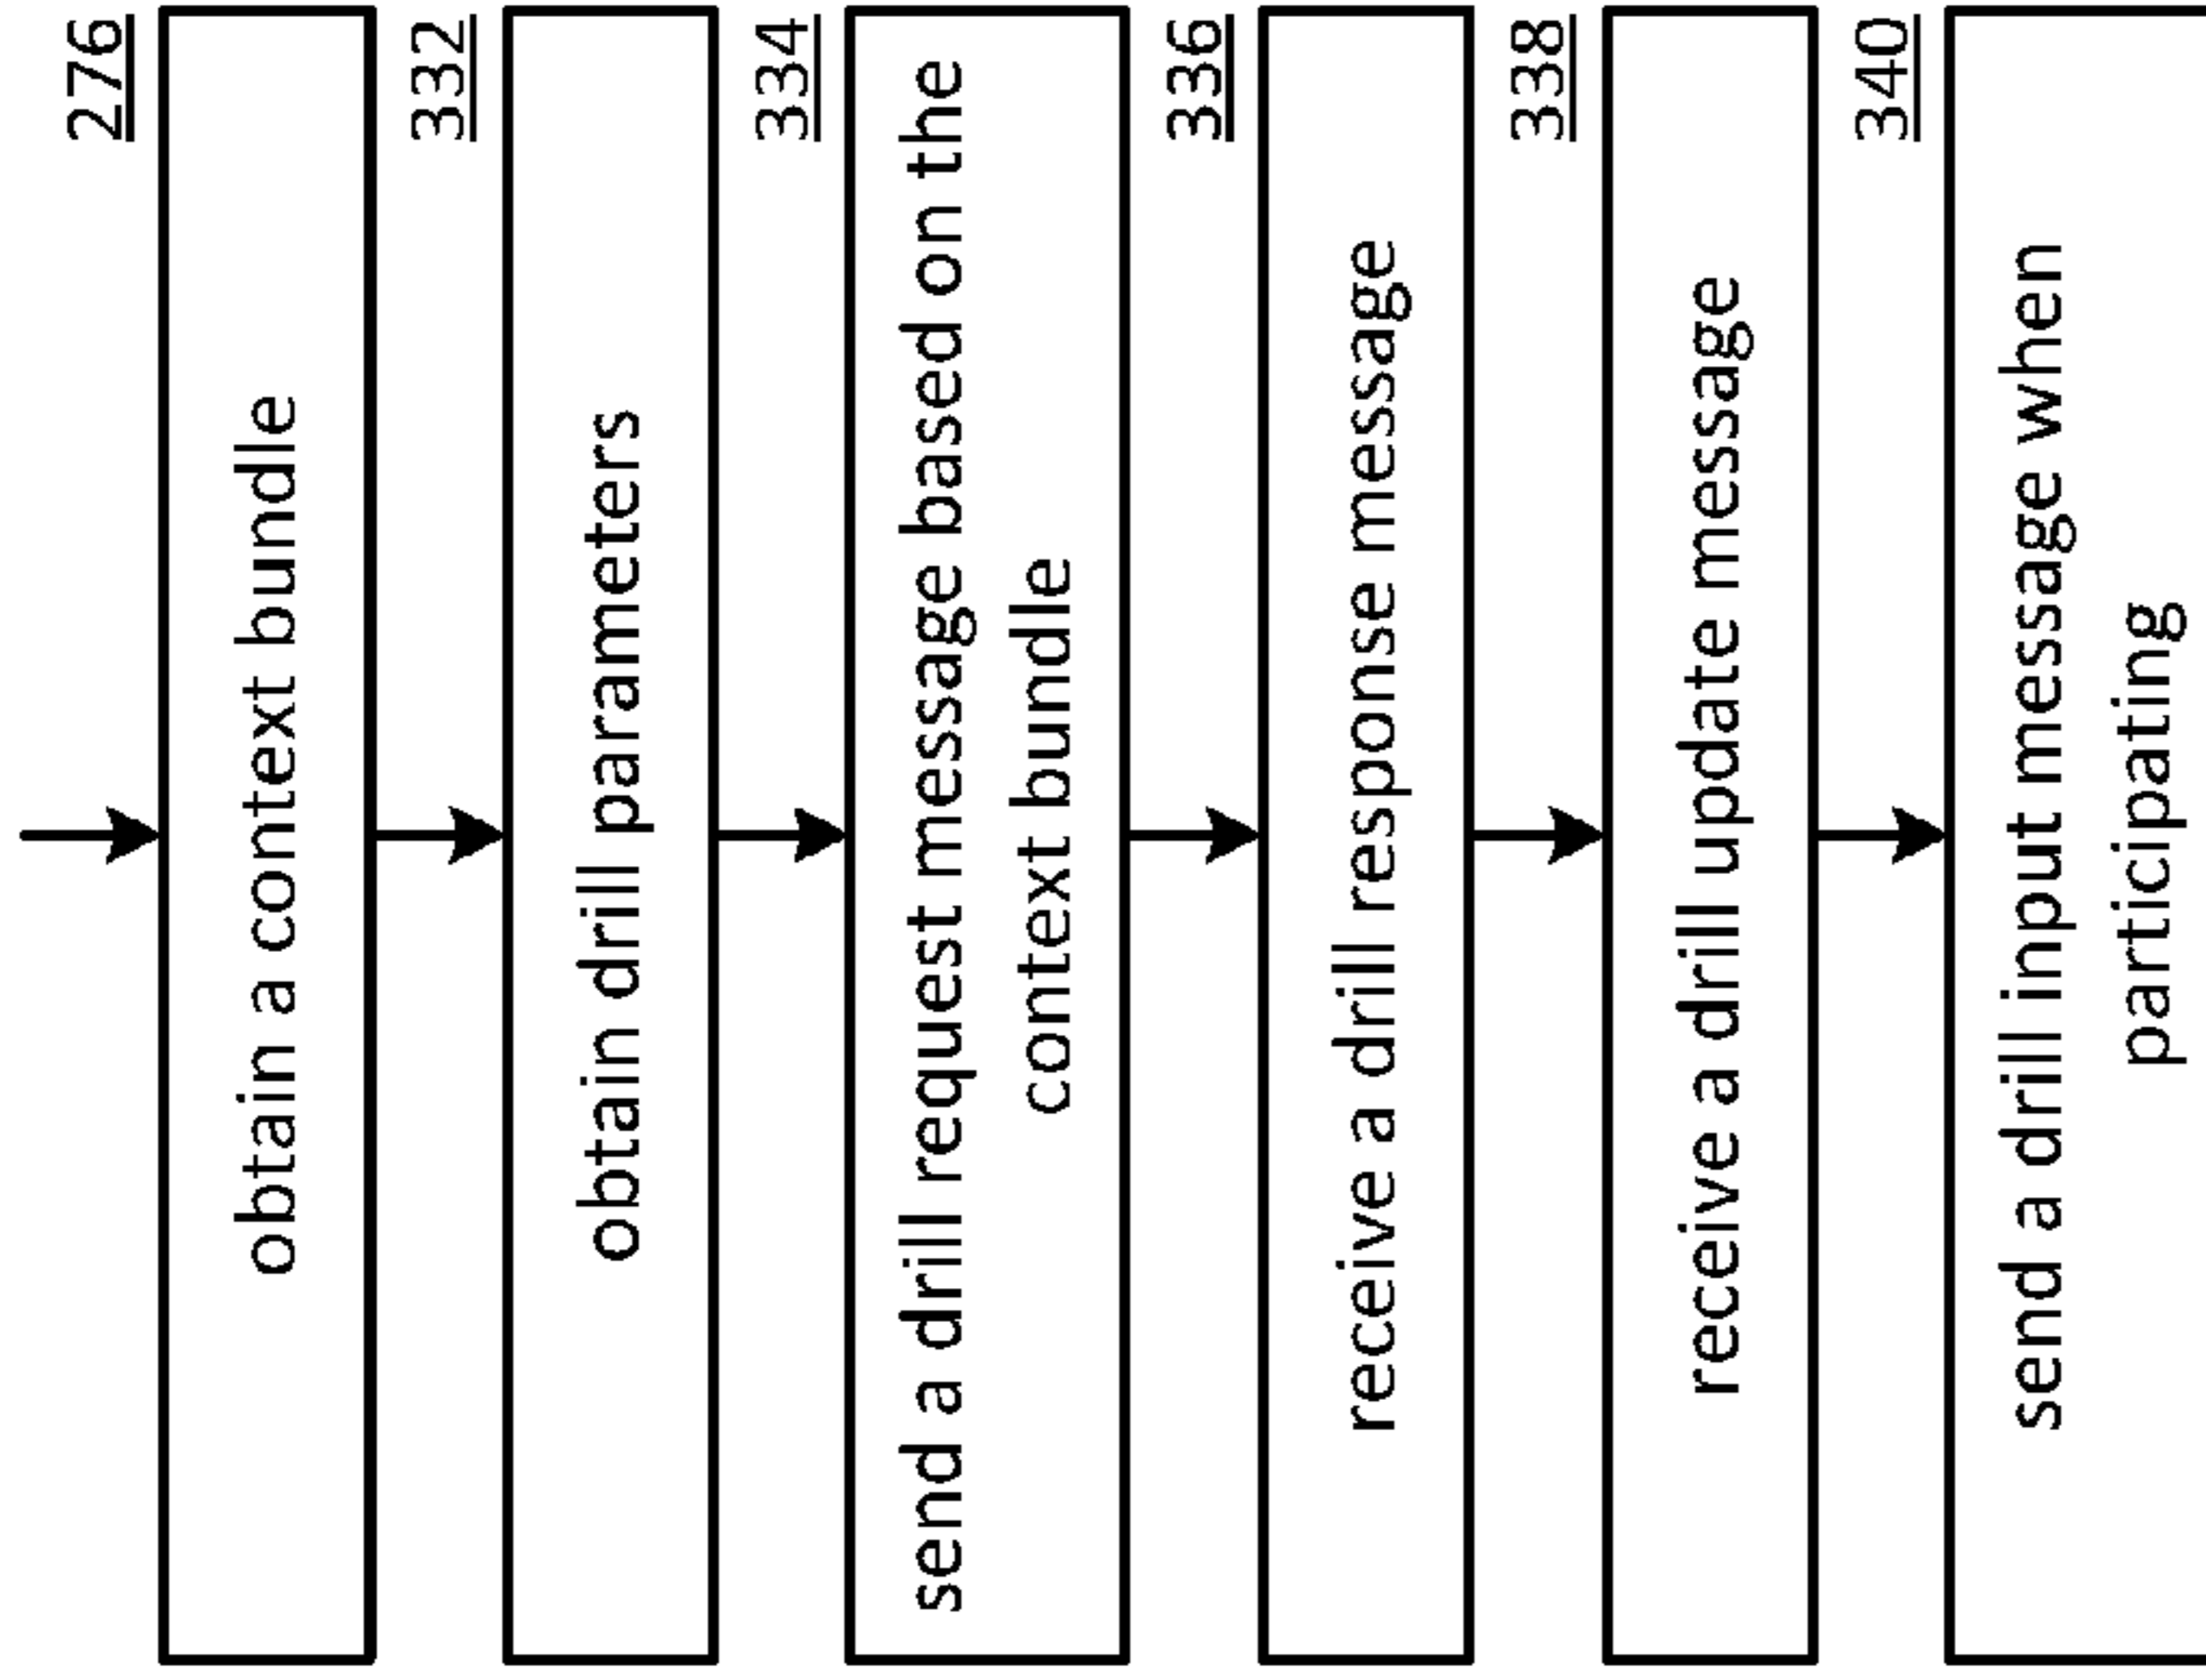 276
obtain a context bundle
332
obtain drill parameters
334
send a drill request message based on the
context bundle
336
receive a drill response message
338
receive a drill update message
340
send a drill input message when
participating